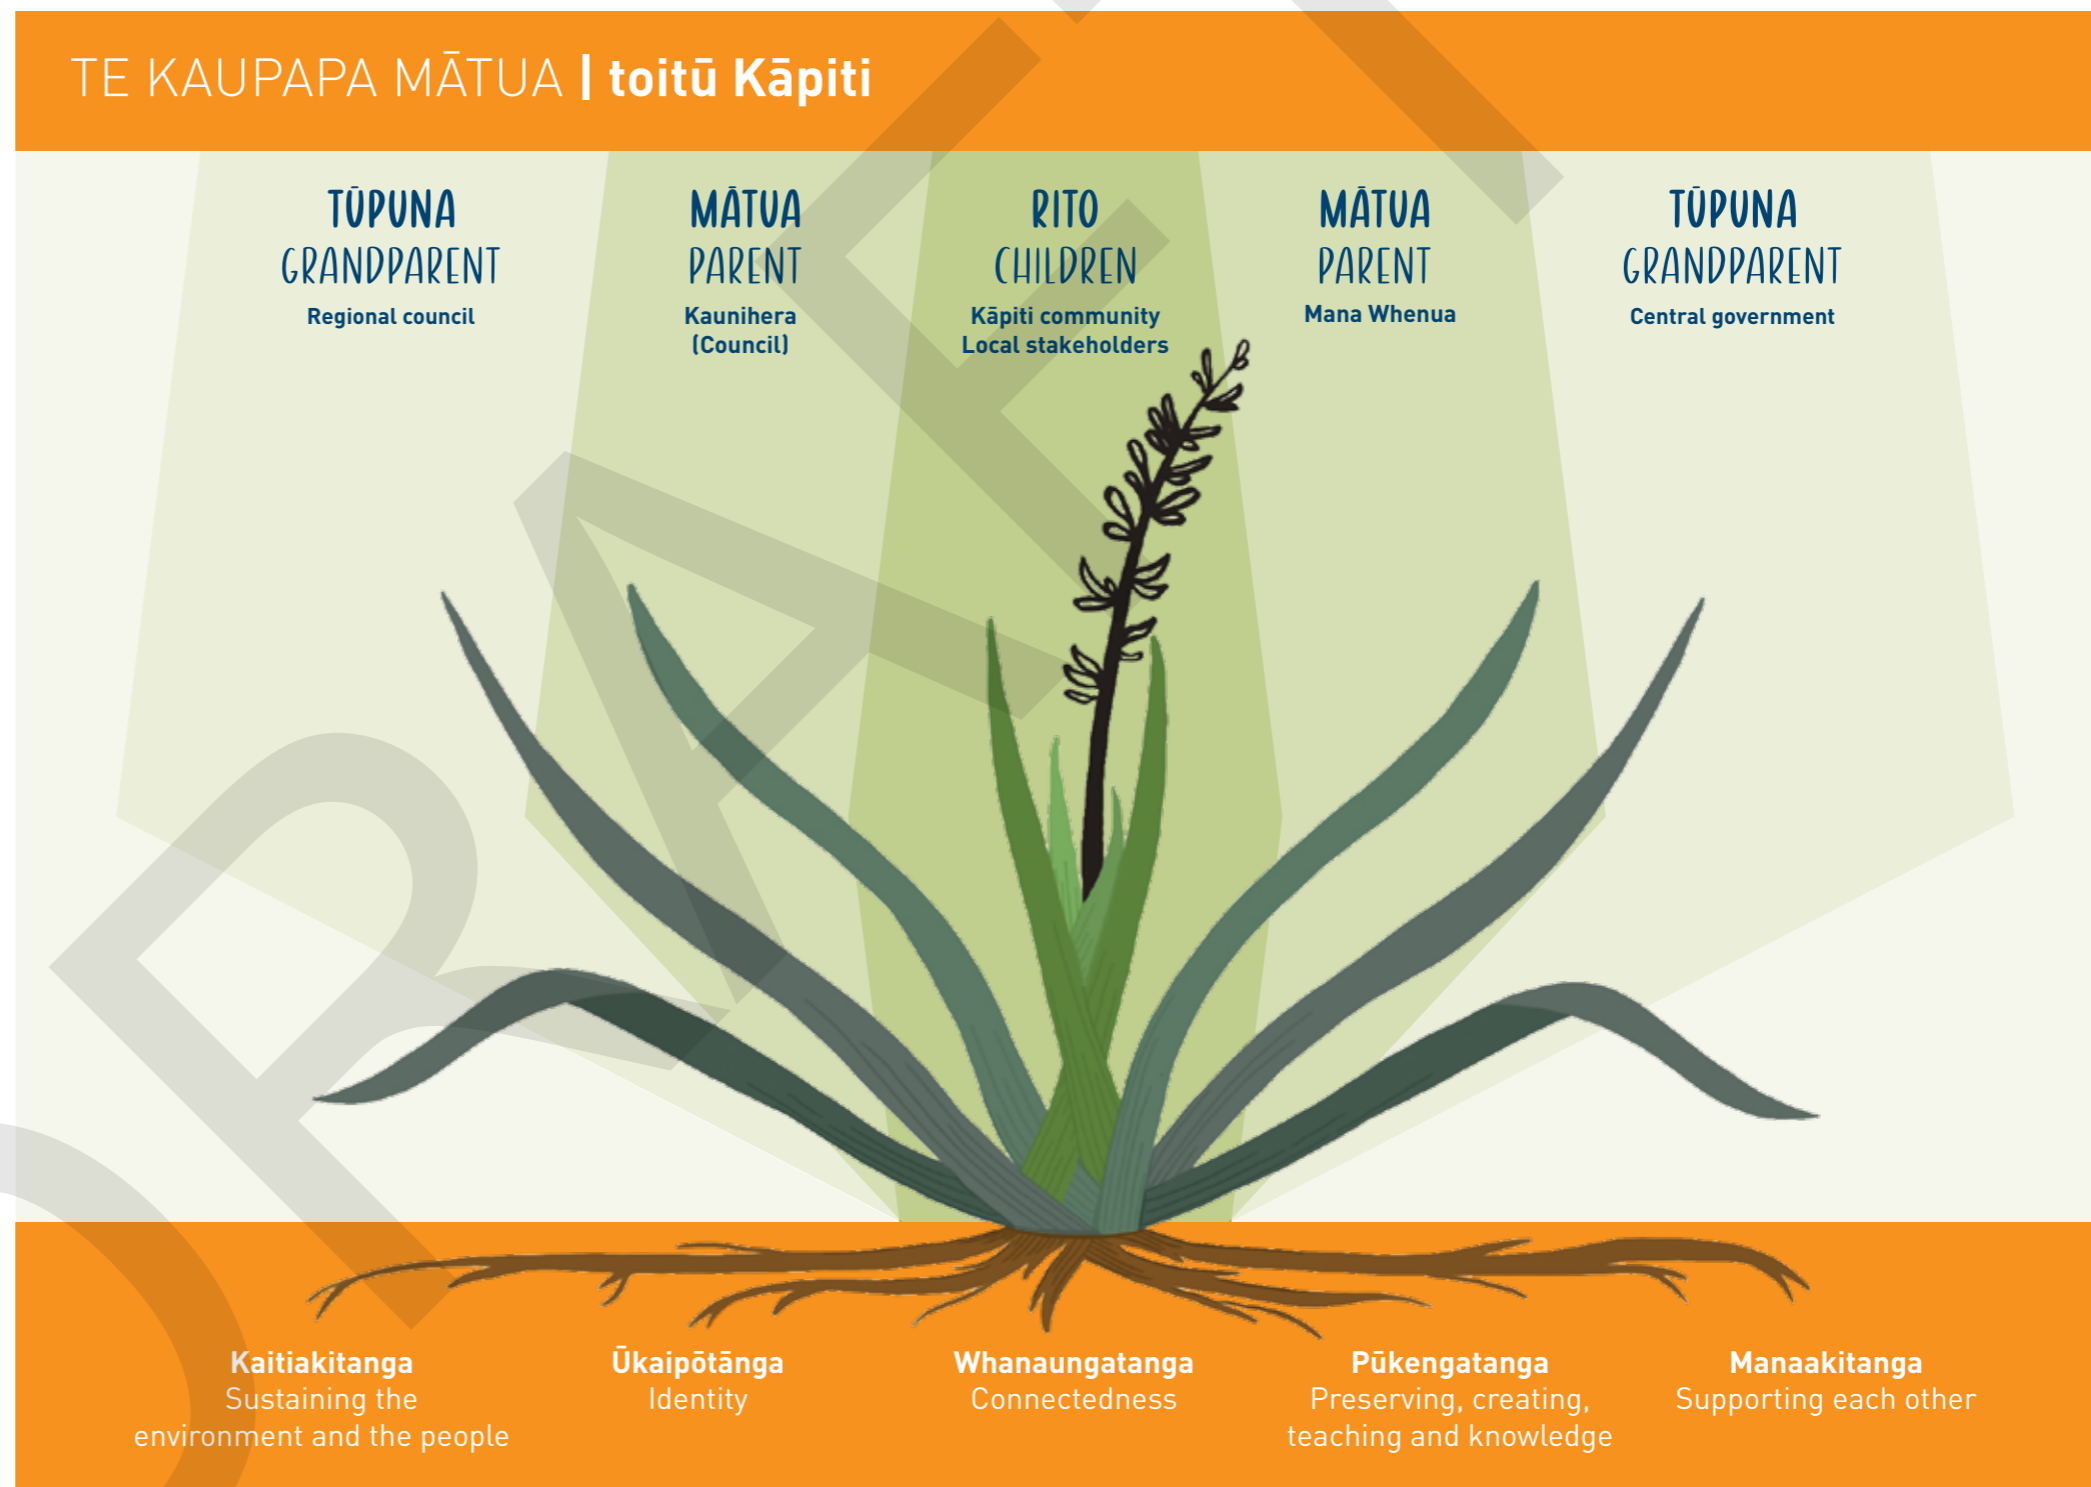 TE KAUPAPA MĀTUA | toitū Kāpiti
TŪPUNA
GRANDPARENT
Regional council
MĀTUA
PARENT
Kaunihera
(Council)
RITO
CHILDREN
Kāpiti community
Local stakeholders
MĀTUA
PARENT
Mana Whenua
TŪPUNA
GRANDPARENT
Central government
Kaitiakitanga
Sustaining the
environment and the people
Ūkaipōtānga
Identity
Whanaungatanga
Connectedness
Pūkengatanga
Preserving, creating,
teaching and knowledge
Manaakitanga
Supporting each other
DRAFT